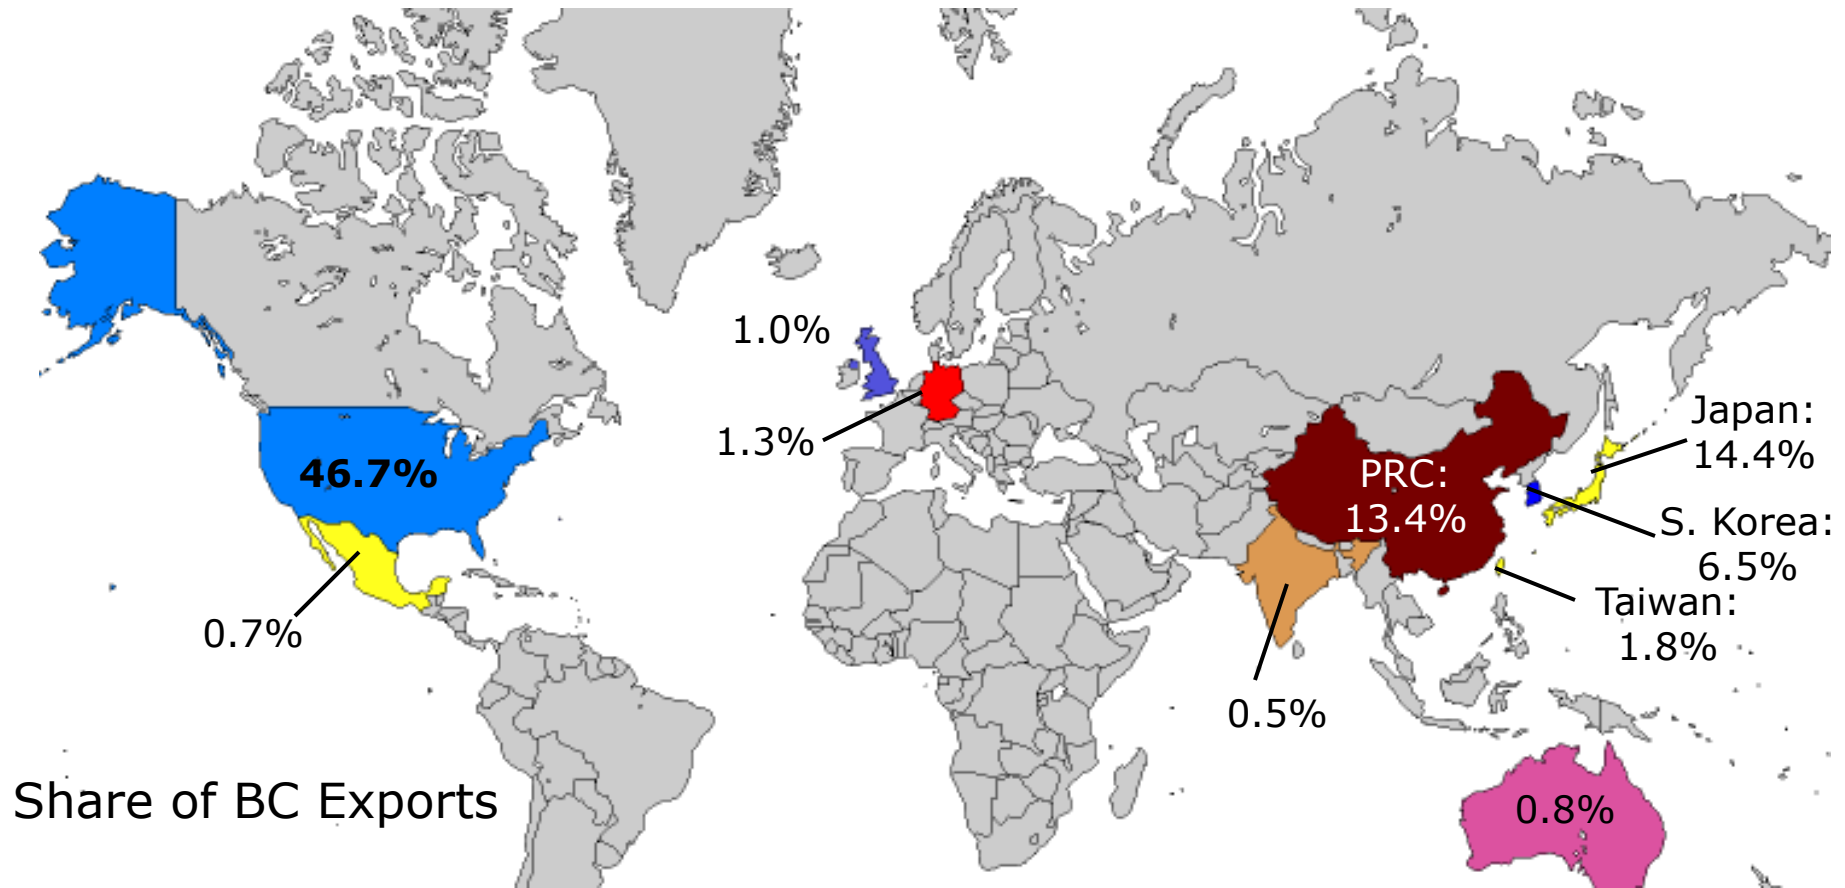 1.0%
Japan:
14.4%
1.3%
46.7%
PRC:
13.4%
S. Korea:
6.5%
Taiwan:
1.8%
0.7%
0.5%
Share of BC Exports
0.8%